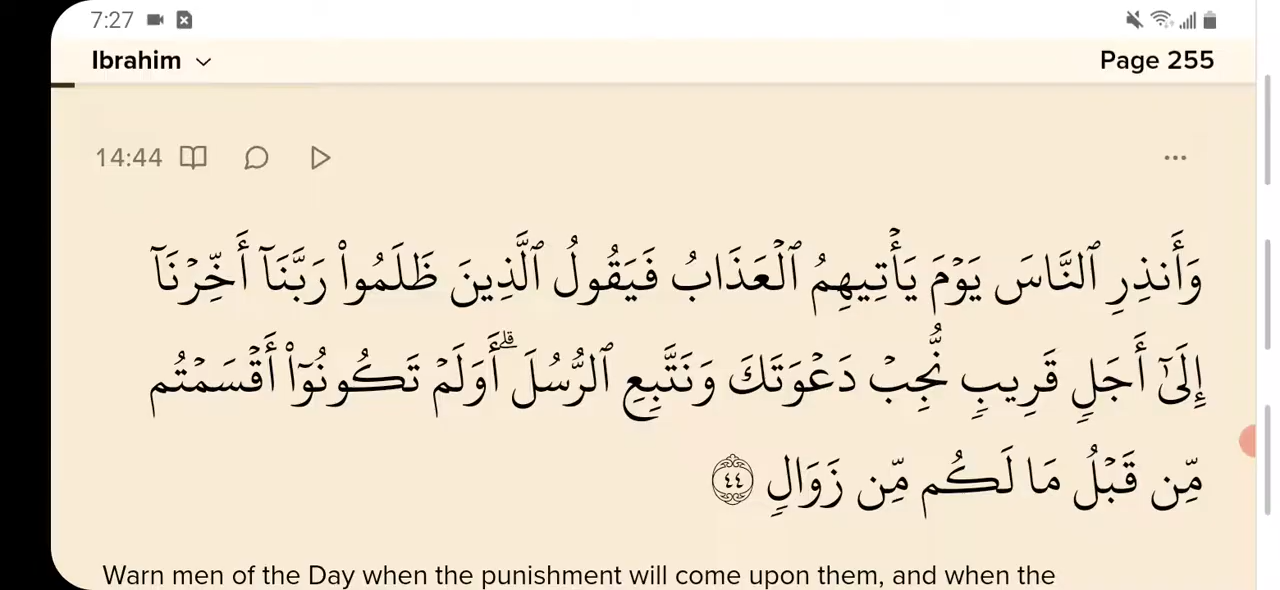 7:27
Ibrahim
Page 255
14:44
وَأَنذِرِ ٱلنَّاسَ يَوۡمَ يَأۡتِيهِمُ ٱلۡعَذَابُ فَيَقُولُ ٱلَّذِينَ ظَلَمُواْ رَبَّنَآ أَخِّرۡنَآ
إِلَىٰٓ أَجَلٖ قَرِيبٖ نُّجِبۡ دَعۡوَتَكَ وَنَتَّبِعِ ٱلرُّسُلَۗ أَوَلَمۡ تَكُونُوٓاْ أَقۡسَمۡتُم
مِّن قَبۡلُ مَا لَكُم مِّن زَوَالٖ ٤٤
Warn men of the Day when the punishment will come upon them, and when the